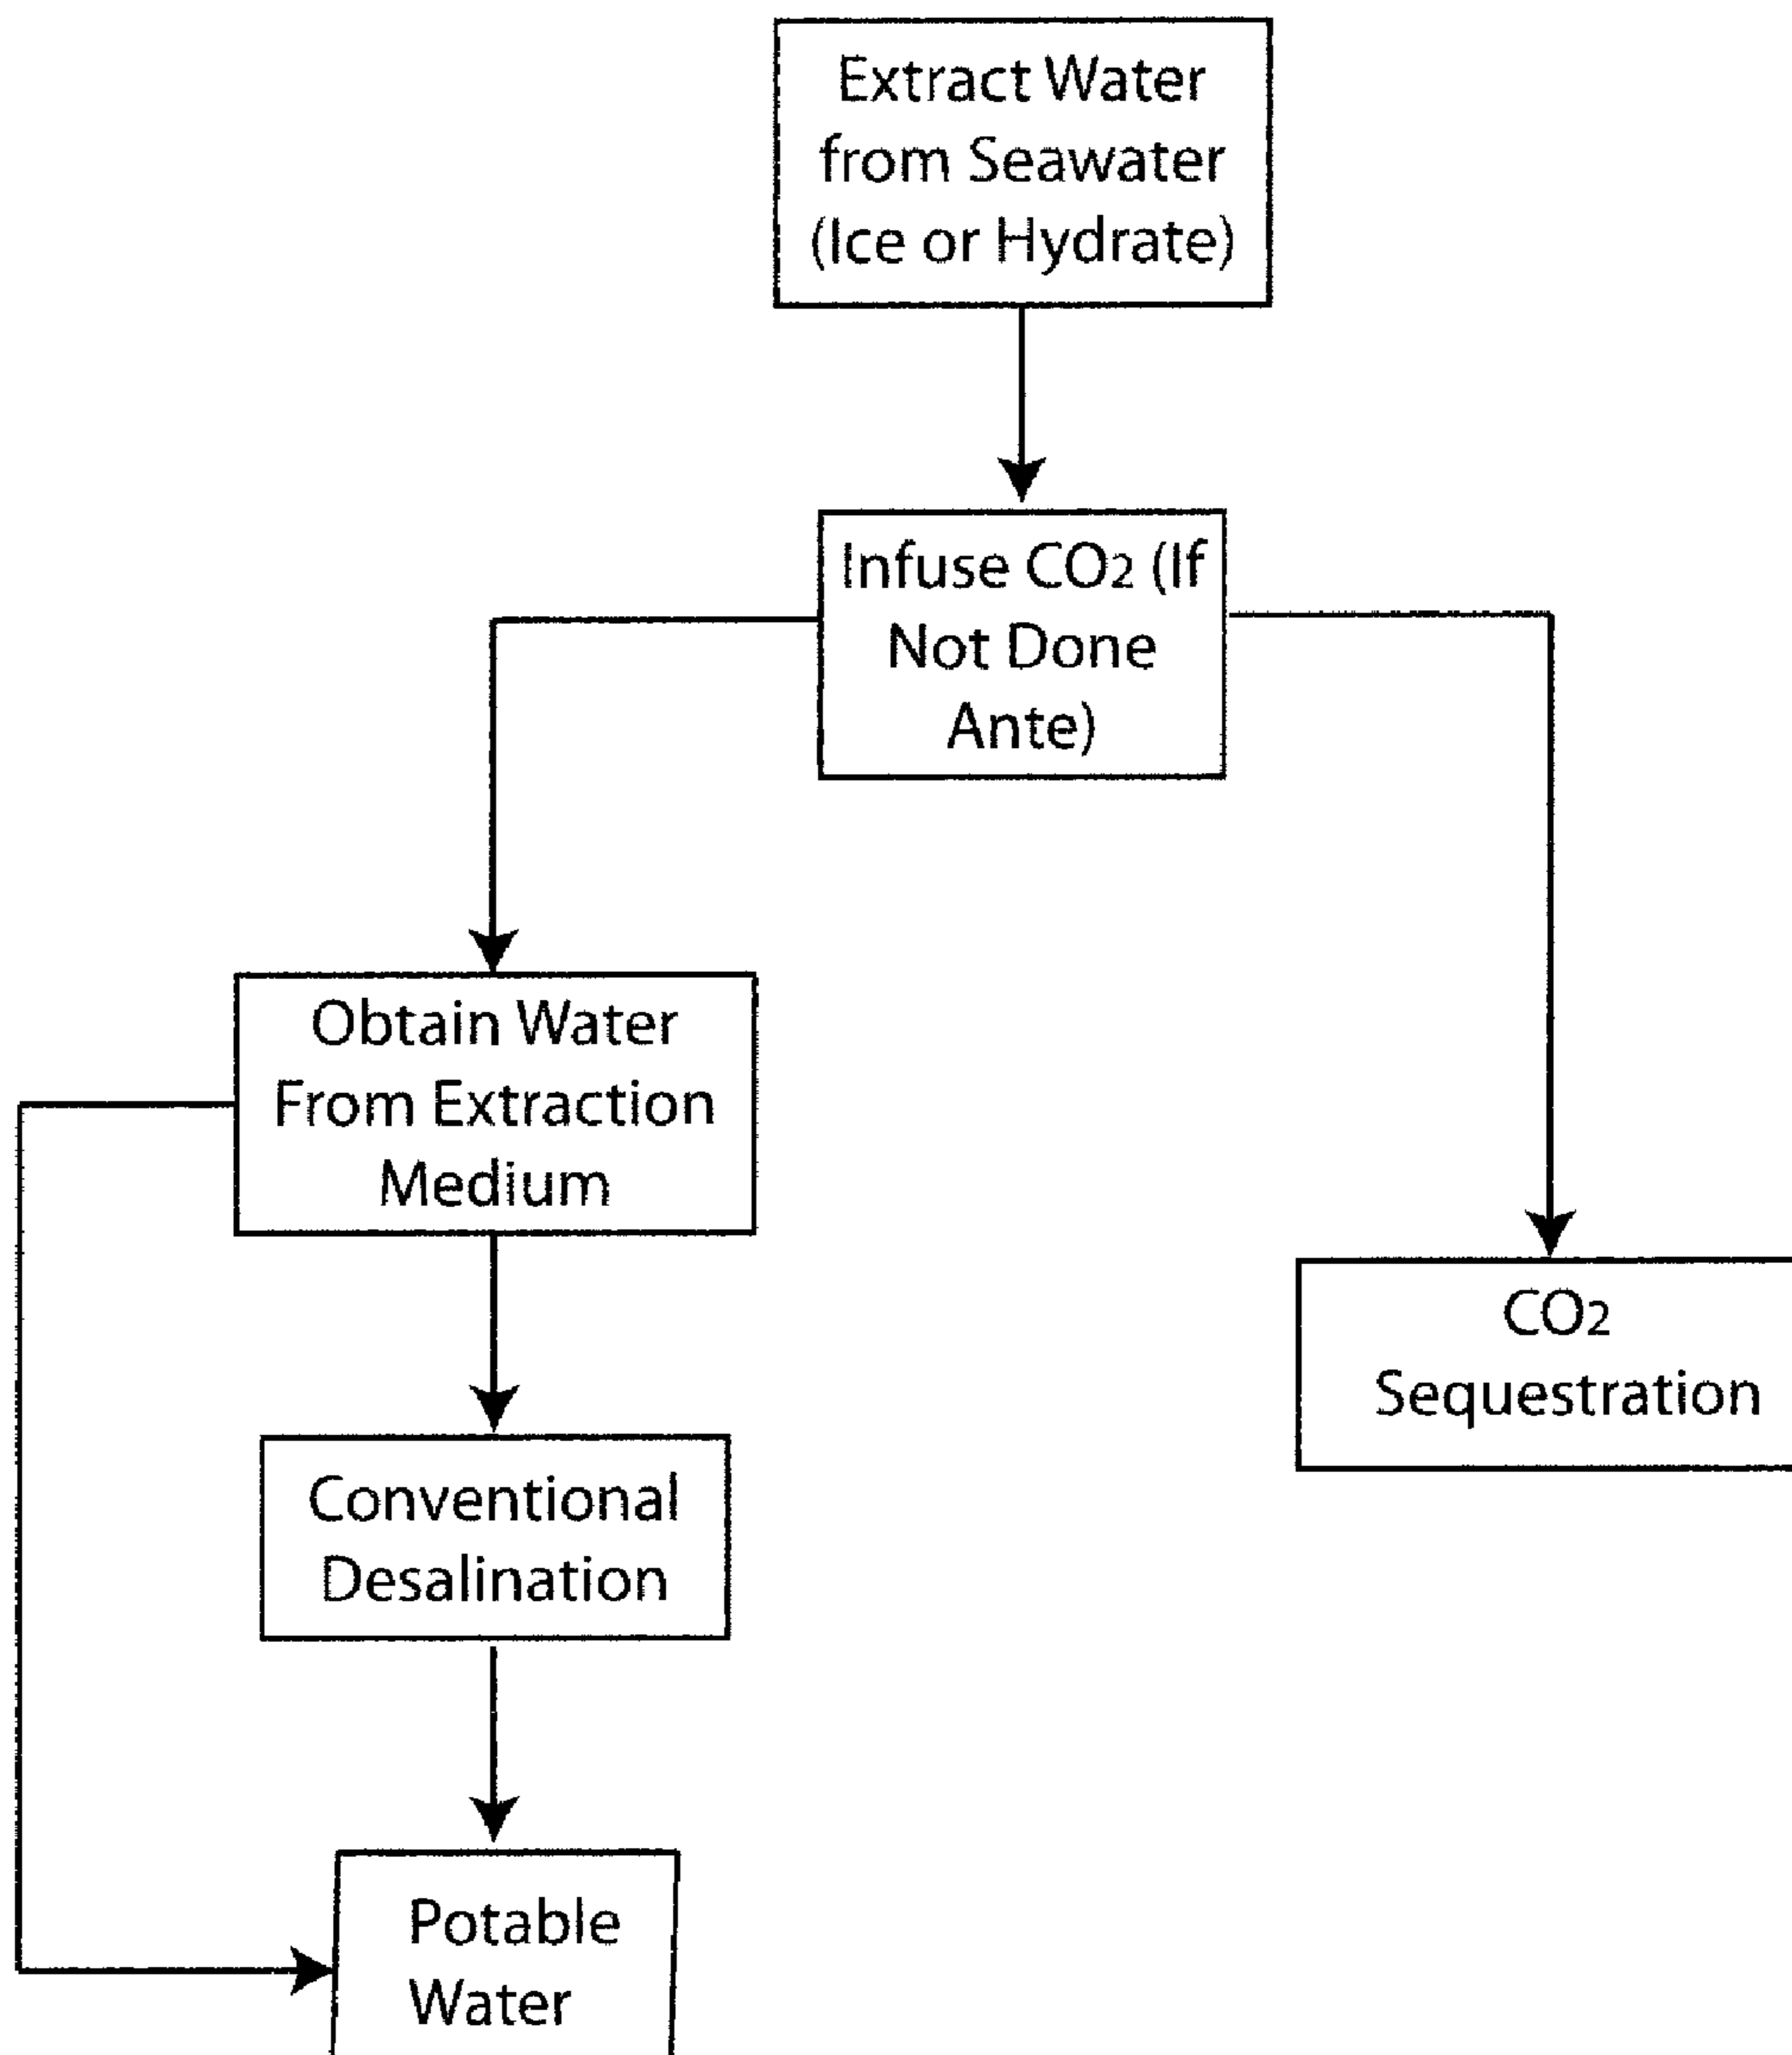 Extract Water
from Seawater
(Ice or Hydrate)
Infuse CO₂ (If
Not Done
Ante)
Obtain Water
From Extraction
Medium
CO₂
Sequestration
Conventional
Desalination
Potable
Water